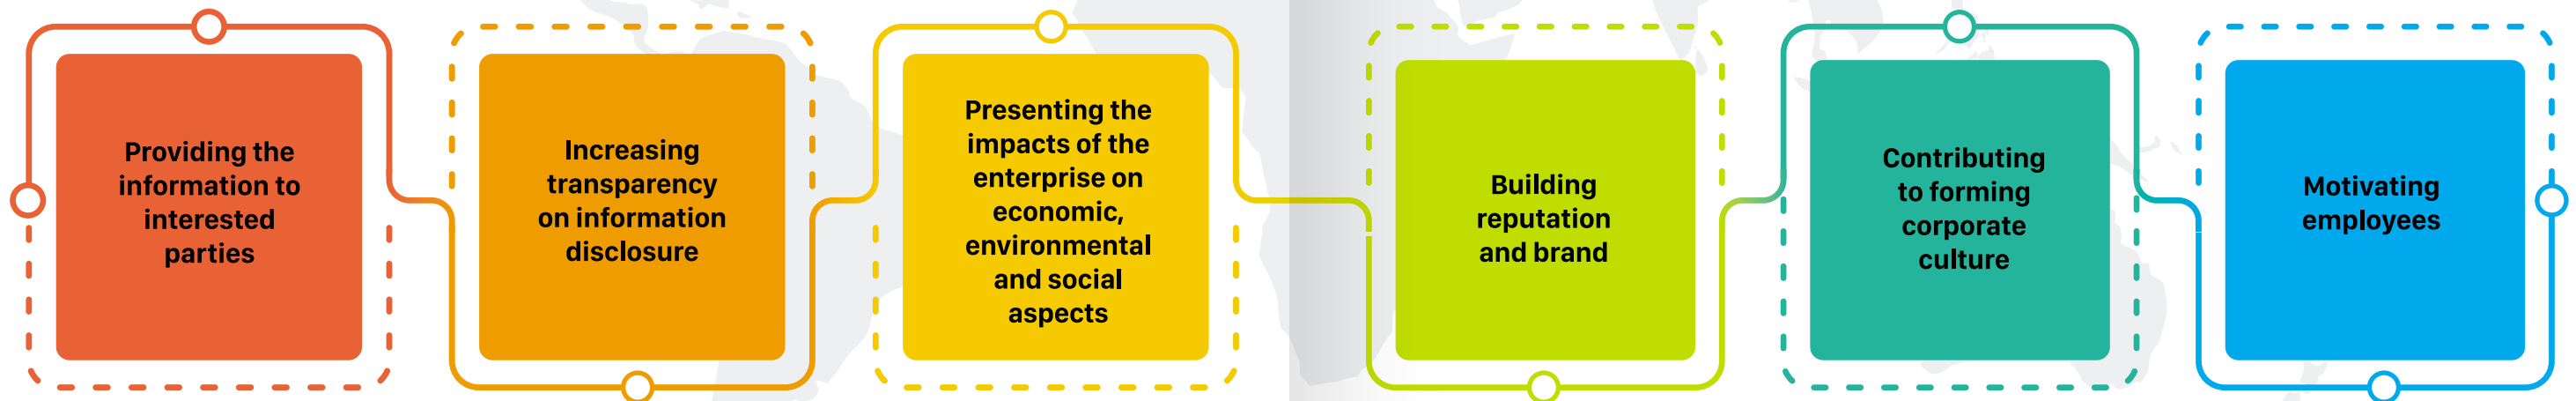 Providing the
information to
interested
parties
Increasing
transparency
on information
disclosure
Presenting the
impacts of the
enterprise on
economic,
environmental
and social
aspects
Building
reputation
and brand
Contributing
to forming
corporate
culture
Motivating
employees